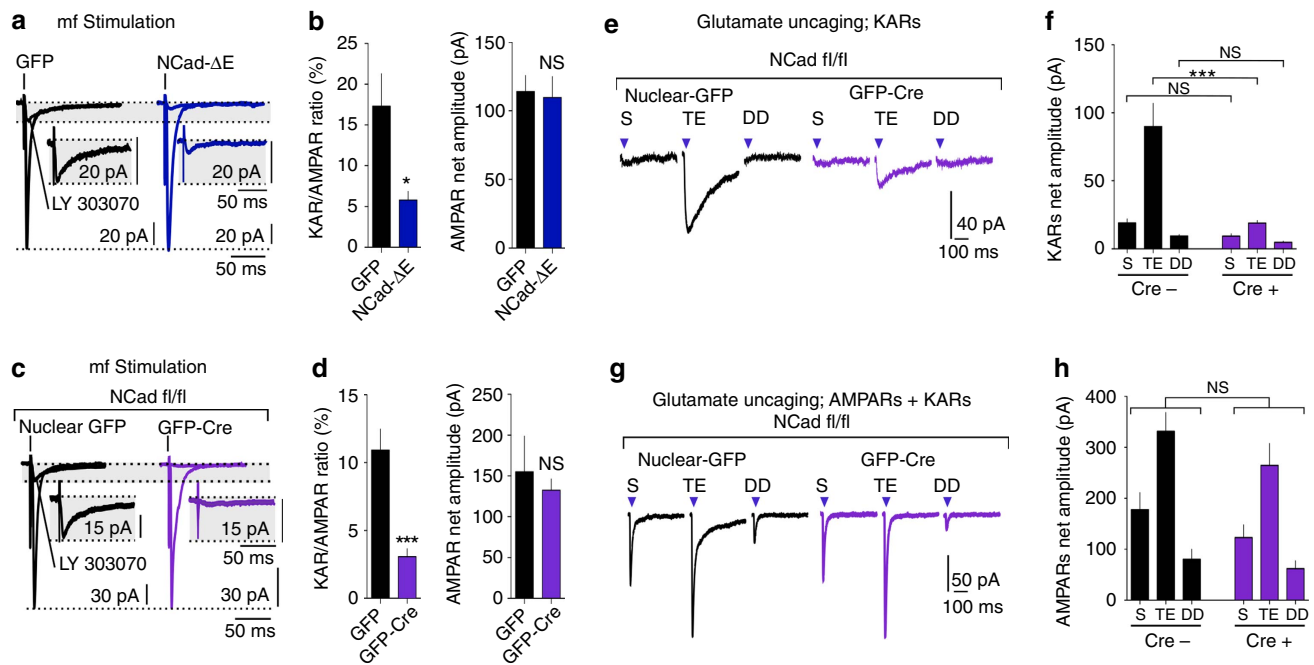 a
mf Stimulation
GFP
NCad-ΔE
20 pA
20 pA
50 ms
LY 303070
20 pA
20 pA
50 ms
b
KAR/AMPAR ratio (%)
25
20
15
10
5
0
*
GFP
NCad-ΔE
AMPAR net amplitude (pA)
150
100
50
0
NS
GFP
NCad-ΔE
c
mf Stimulation
NCad fl/fl
Nuclear GFP
GFP-Cre
15 pA
15 pA
50 ms
LY 303070
30 pA
30 pA
50 ms
d
KAR/AMPAR ratio (%)
15
10
5
0
***
GFP
GFP-Cre
AMPAR net amplitude (pA)
250
200
150
100
50
0
NS
GFP
GFP-Cre
e
Glutamate uncaging; KARs
NCad fl/fl
Nuclear-GFP
GFP-Cre
S TE DD S TE DD
40 pA
100 ms
f
KARs net amplitude (pA)
150
100
50
0
NS
***
NS
S TE DD S TE DD
Cre – Cre +
g
Glutamate uncaging; AMPARs + KARs
NCad fl/fl
Nuclear-GFP
GFP-Cre
S TE DD S TE DD
50 pA
100 ms
h
AMPARs net amplitude (pA)
400
300
200
100
0
NS
S TE DD S TE DD
Cre – Cre +